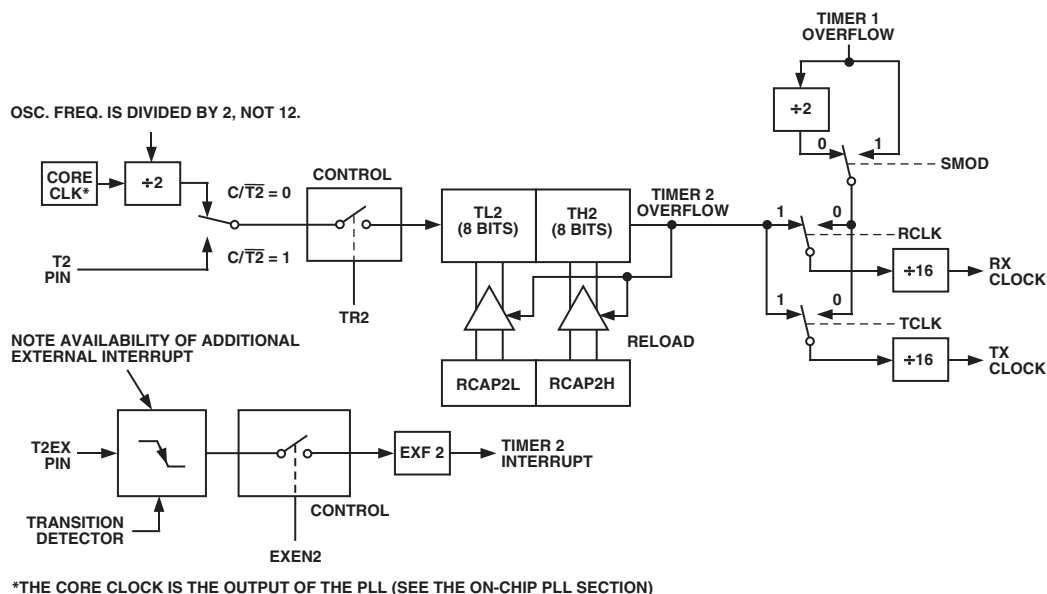 TIMER 1
OVERFLOW
OSC. FREQ. IS DIVIDED BY 2, NOT 12.
÷2
0
1
SMOD
CORE
CLK*
÷2
C/T̅2̅ = 0
CONTROL
TL2
(8 BITS)
TH2
(8 BITS)
TIMER 2
OVERFLOW
1
0
RCLK
T2
PIN
C/T̅2̅ = 1
÷16
RX
CLOCK
TR2
1
0
TCLK
RELOAD
NOTE AVAILABILITY OF ADDITIONAL
EXTERNAL INTERRUPT
RCAP2L
RCAP2H
÷16
TX
CLOCK
T2EX
PIN
EXF 2
TIMER 2
INTERRUPT
CONTROL
TRANSITION
DETECTOR
EXEN2
*THE CORE CLOCK IS THE OUTPUT OF THE PLL (SEE THE ON-CHIP PLL SECTION)